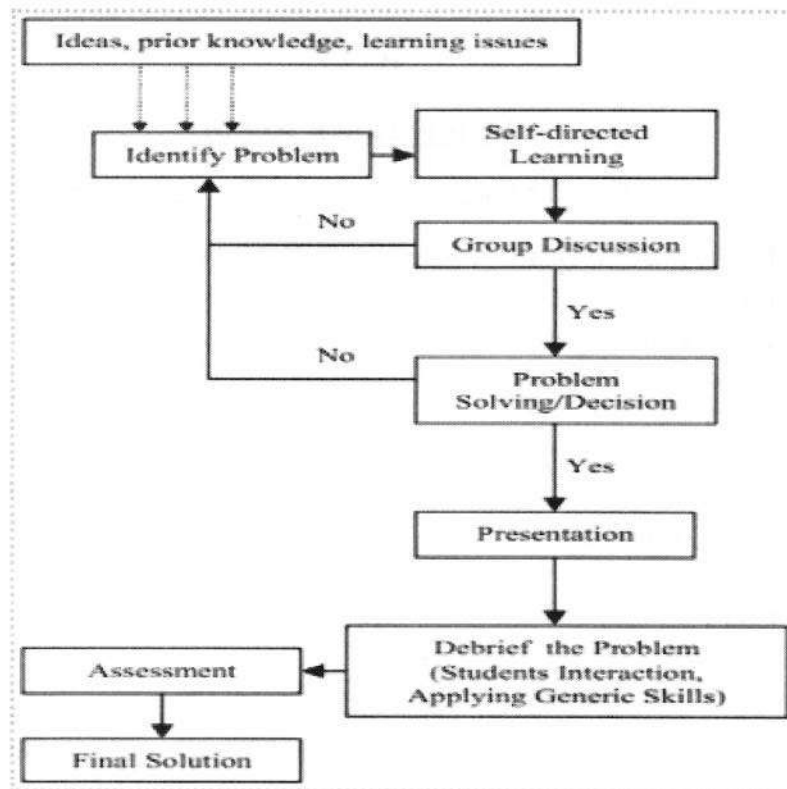 Ideas, prior knowledge, learning issues
Identify Problem
Self-directed
Learning
No
Group Discussion
Yes
No
Problem
Solving/Decision
Yes
Presentation
Debrief the Problem
(Students Interaction,
Applying Generic Skills)
Assessment
Final Solution